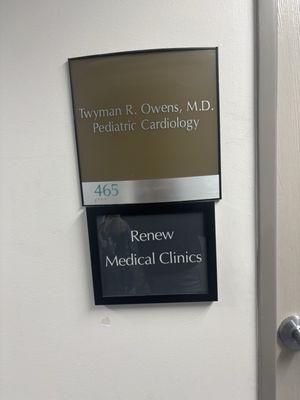 Twyman R. Owens, M.D.
Pediatric Cardiology
465
Renew
Medical Clinics